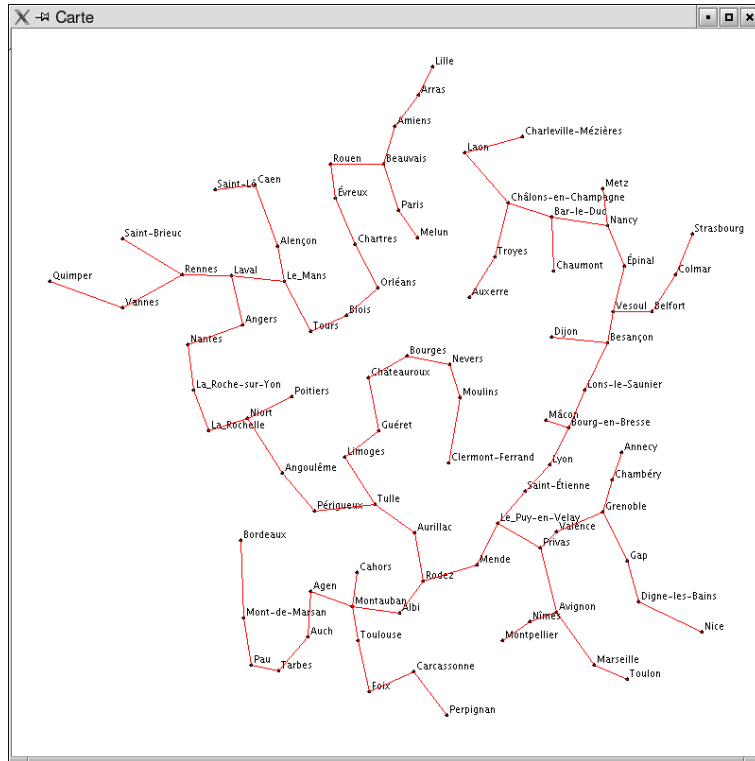 Carte
Lille
Arras
Amiens
Charleville-Mézières
Laon
Rouen
Beauvais
Metz
Saint-Lô
Caen
Évreux
Châlons-en-Champagne
Paris
Bar-le-Duc
Nancy
Strasbourg
Saint-Brieuc
Melun
Alençon
Chartres
Troyes
Épinal
Quimper
Rennes
Laval
Le_Mans
Chaumont
Colmar
Orléans
Auxerre
Vannes
Blois
Vesoul
Belfort
Angers
Tours
Nantes
Dijon
Besançon
Bourges
Nevers
Châteauroux
La_Roche-sur-Yon
Poitiers
Moulins
Lons-le-Saunier
Niort
Mâcon
La_Rochelle
Guéret
Bourg-en-Bresse
Limoges
Clermont-Ferrand
Annecy
Angoulême
Lyon
Chambéry
Saint-Étienne
Périgueux
Tulle
Grenoble
Le_Puy-en-Velay
Valence
Aurillac
Bordeaux
Privas
Cahors
Mende
Gap
Rodez
Agen
Montauban
Digne-les-Bains
Mont-de-Marsan
Albi
Avignon
Nîmes
Auch
Toulouse
Montpellier
Nice
Pau
Tarbes
Carcassonne
Marseille
Toulon
Foix
Perpignan